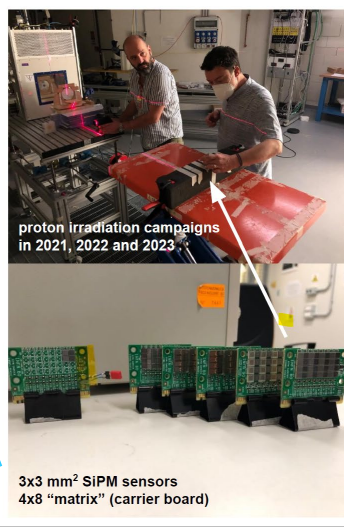 proton irradiation campaigns
in 2021, 2022 and 2023
3x3 mm² SiPM sensors
4x8 “matrix” (carrier board)